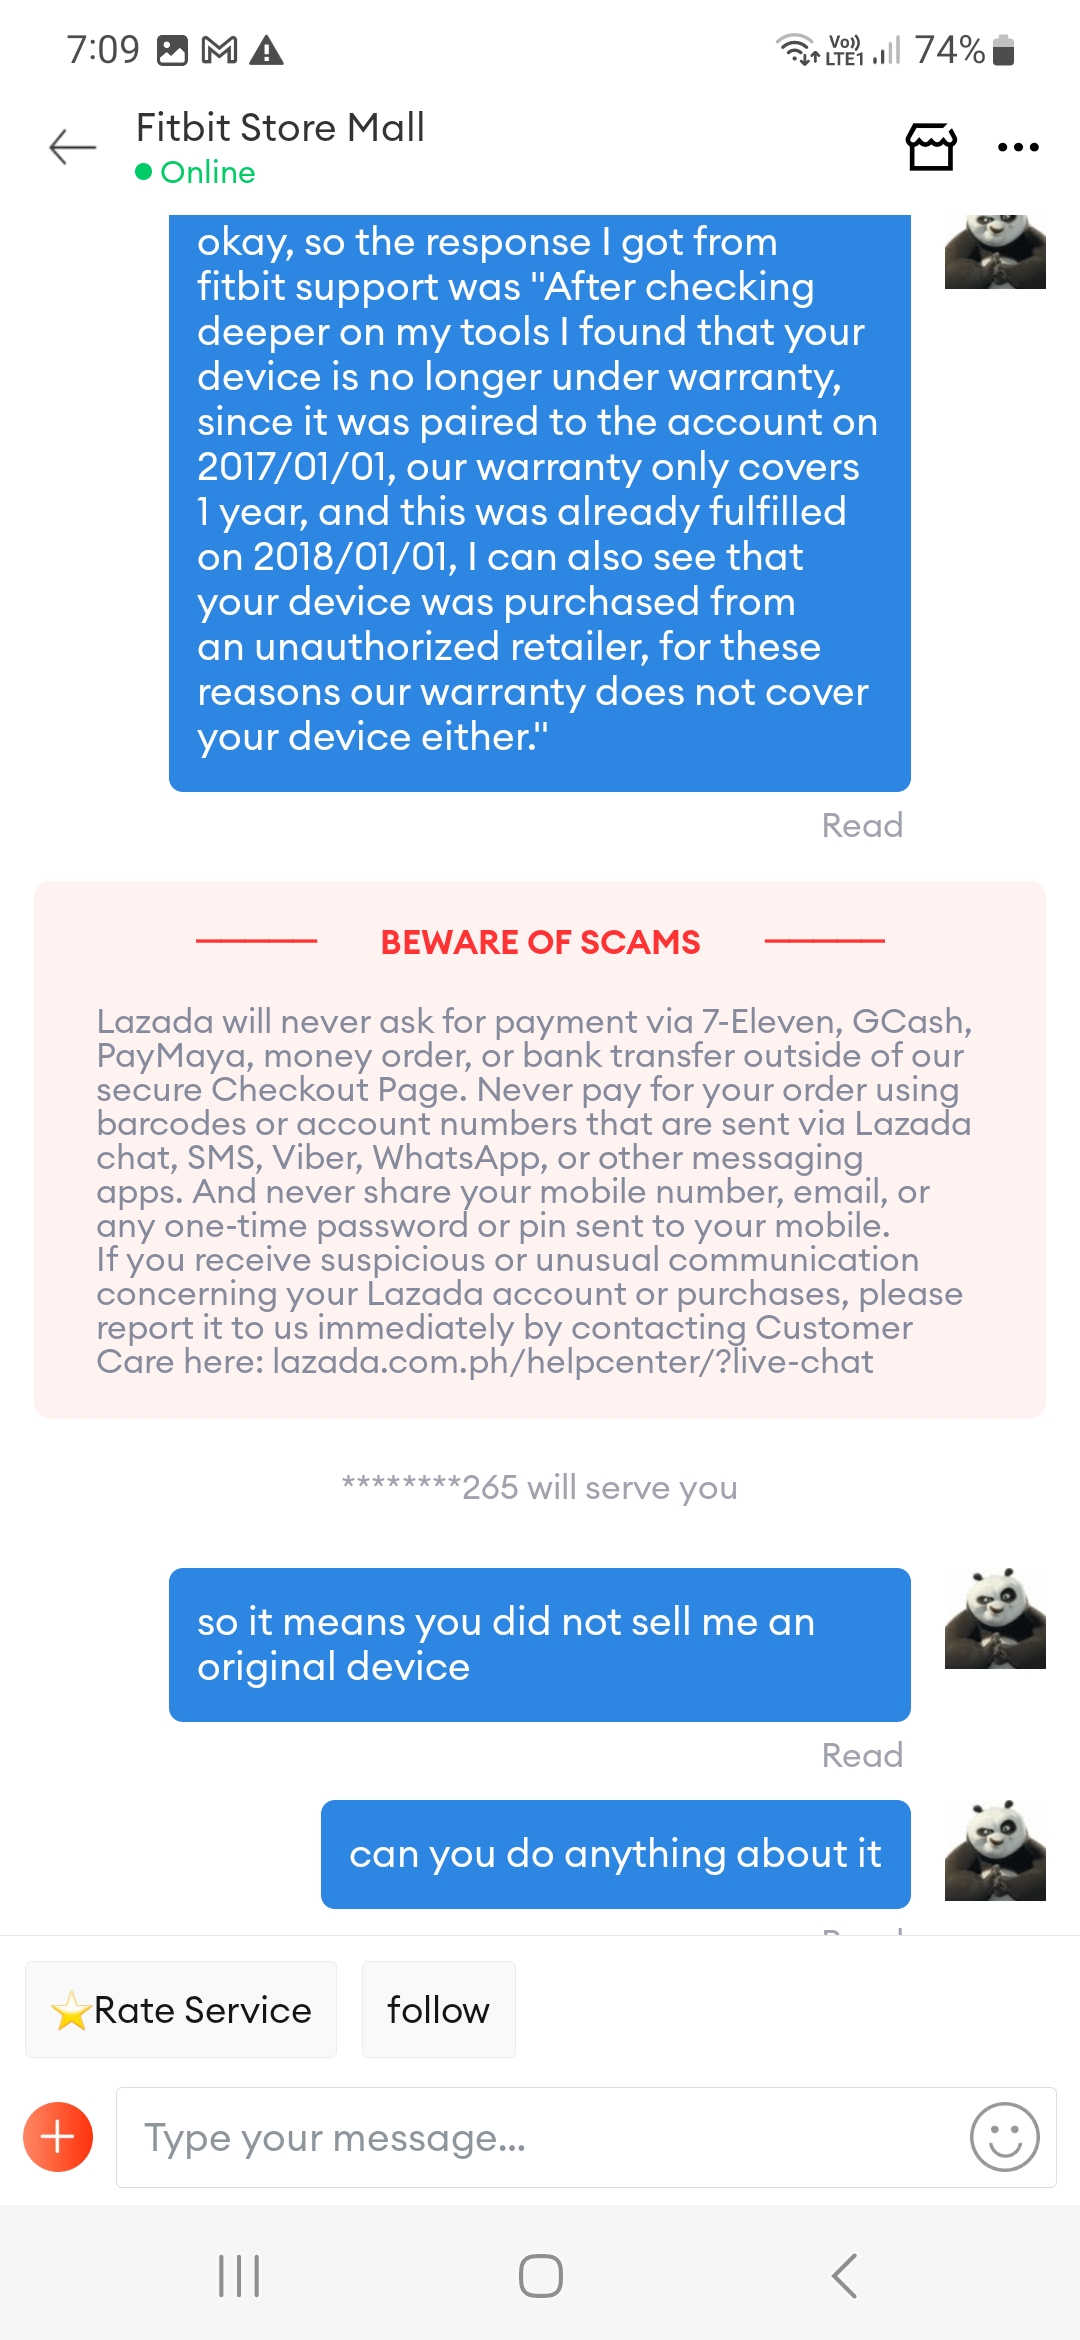 7:09
Vo))
LTE1
74%
Fitbit Store Mall
Online
okay, so the response I got from
fitbit support was "After checking
deeper on my tools I found that your
device is no longer under warranty,
since it was paired to the account on
2017/01/01, our warranty only covers
1 year, and this was already fulfilled
on 2018/01/01, I can also see that
your device was purchased from
an unauthorized retailer, for these
reasons our warranty does not cover
your device either."
Read
BEWARE OF SCAMS
Lazada will never ask for payment via 7-Eleven, GCash,
PayMaya, money order, or bank transfer outside of our
secure Checkout Page. Never pay for your order using
barcodes or account numbers that are sent via Lazada
chat, SMS, Viber, WhatsApp, or other messaging
apps. And never share your mobile number, email, or
any one-time password or pin sent to your mobile.
If you receive suspicious or unusual communication
concerning your Lazada account or purchases, please
report it to us immediately by contacting Customer
Care here: lazada.com.ph/helpcenter/?live-chat
********265 will serve you
so it means you did not sell me an
original device
Read
can you do anything about it
⭐Rate Service
follow
Type your message...